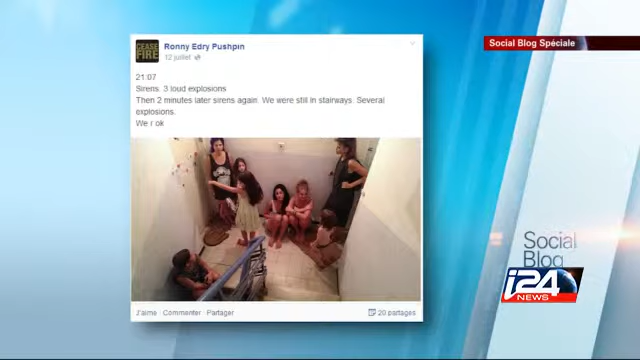 Social Blog Spéciale
CEASE
FIRE
Ronny Edry Pushpin
12 juillet
21:07
Sirens. 3 loud explosions
Then 2 minutes later sirens again. We were still in stairways. Several
explosions.
We r ok
J'aime Commenter Partager
20 partages
Social
Blog
i24
NEWS